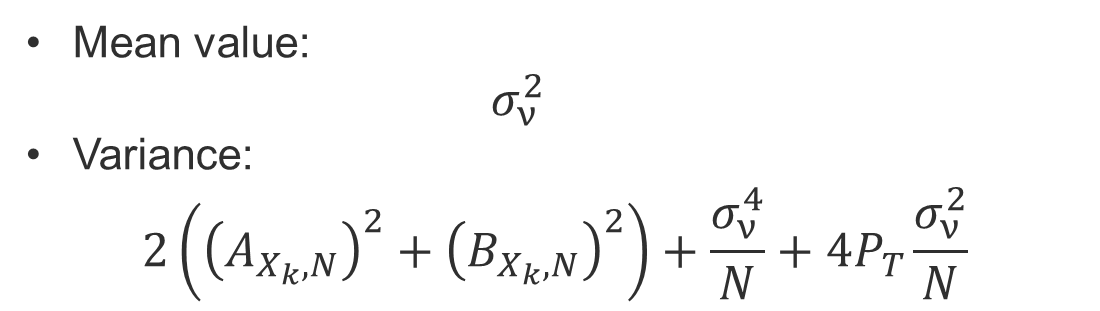 • Mean value:
σ_ν^2
• Variance:
2((A_{X_k,N})^2 + (B_{X_k,N})^2) + σ_ν^4/N + 4P_T σ_ν^2/N